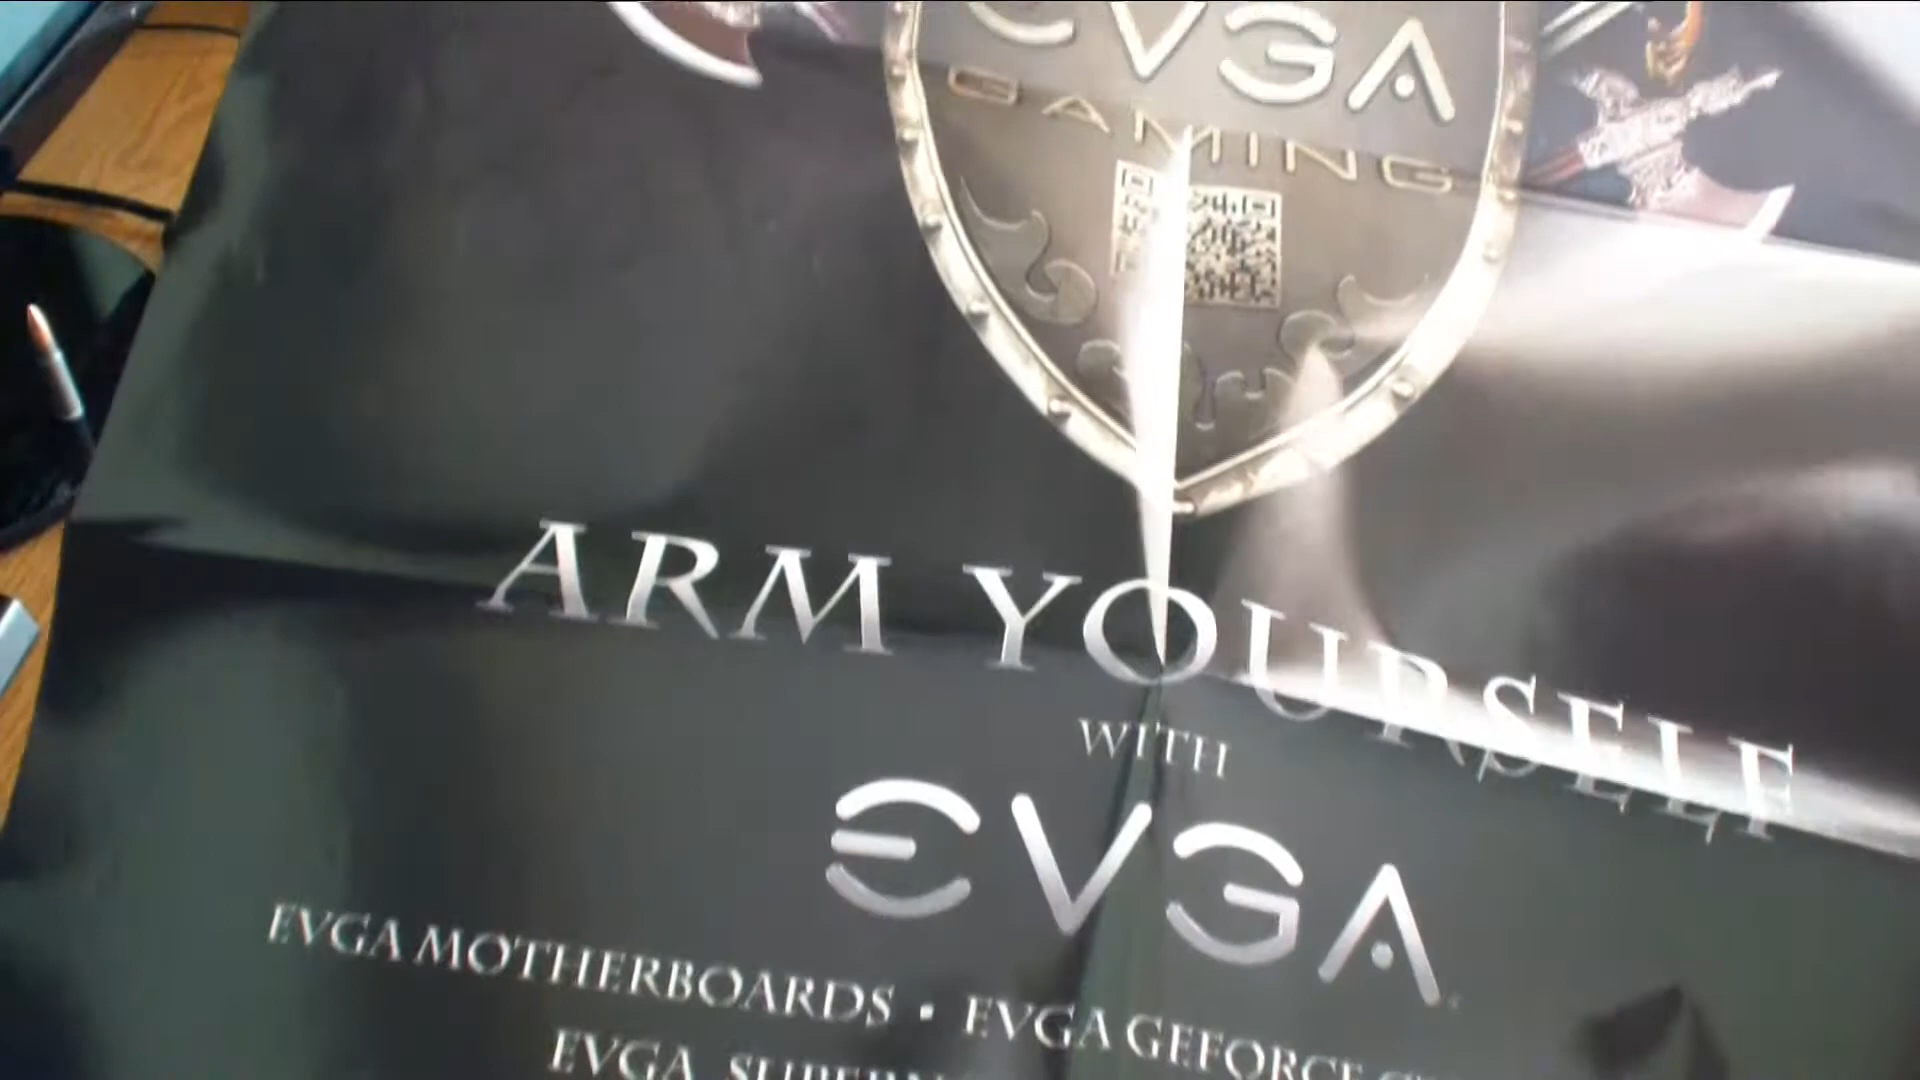 EVGA
GAMING
ARM YOURSELF
WITH
EVGA
EVGA MOTHERBOARDS • EVGA GEFORCE
EVGA